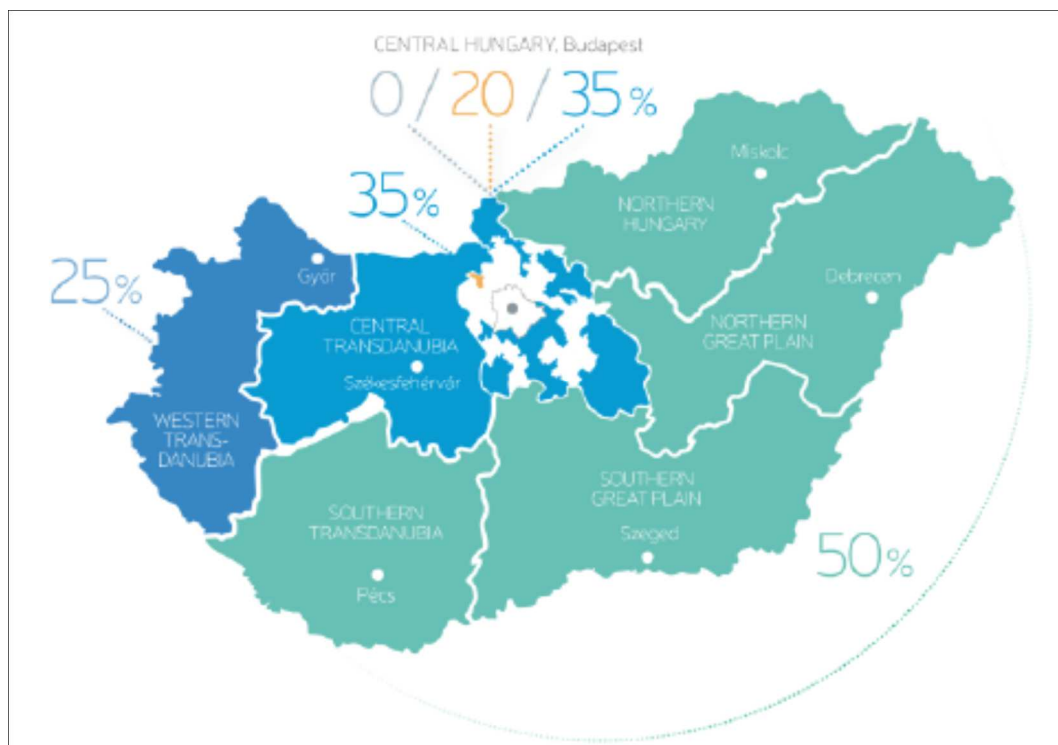 CENTRAL HUNGARY, Budapest
0 / 20 / 35%
35%
25%
50%
Miskolc
NORTHERN
HUNGARY
Győr
Debrecen
CENTRAL
TRANSDANUBIA
Székesfehérvár
NORTHERN
GREAT PLAIN
WESTERN
TRANS-
DANUBIA
SOUTHERN
GREAT PLAIN
Szeged
SOUTHERN
TRANSDANUBIA
Pécs